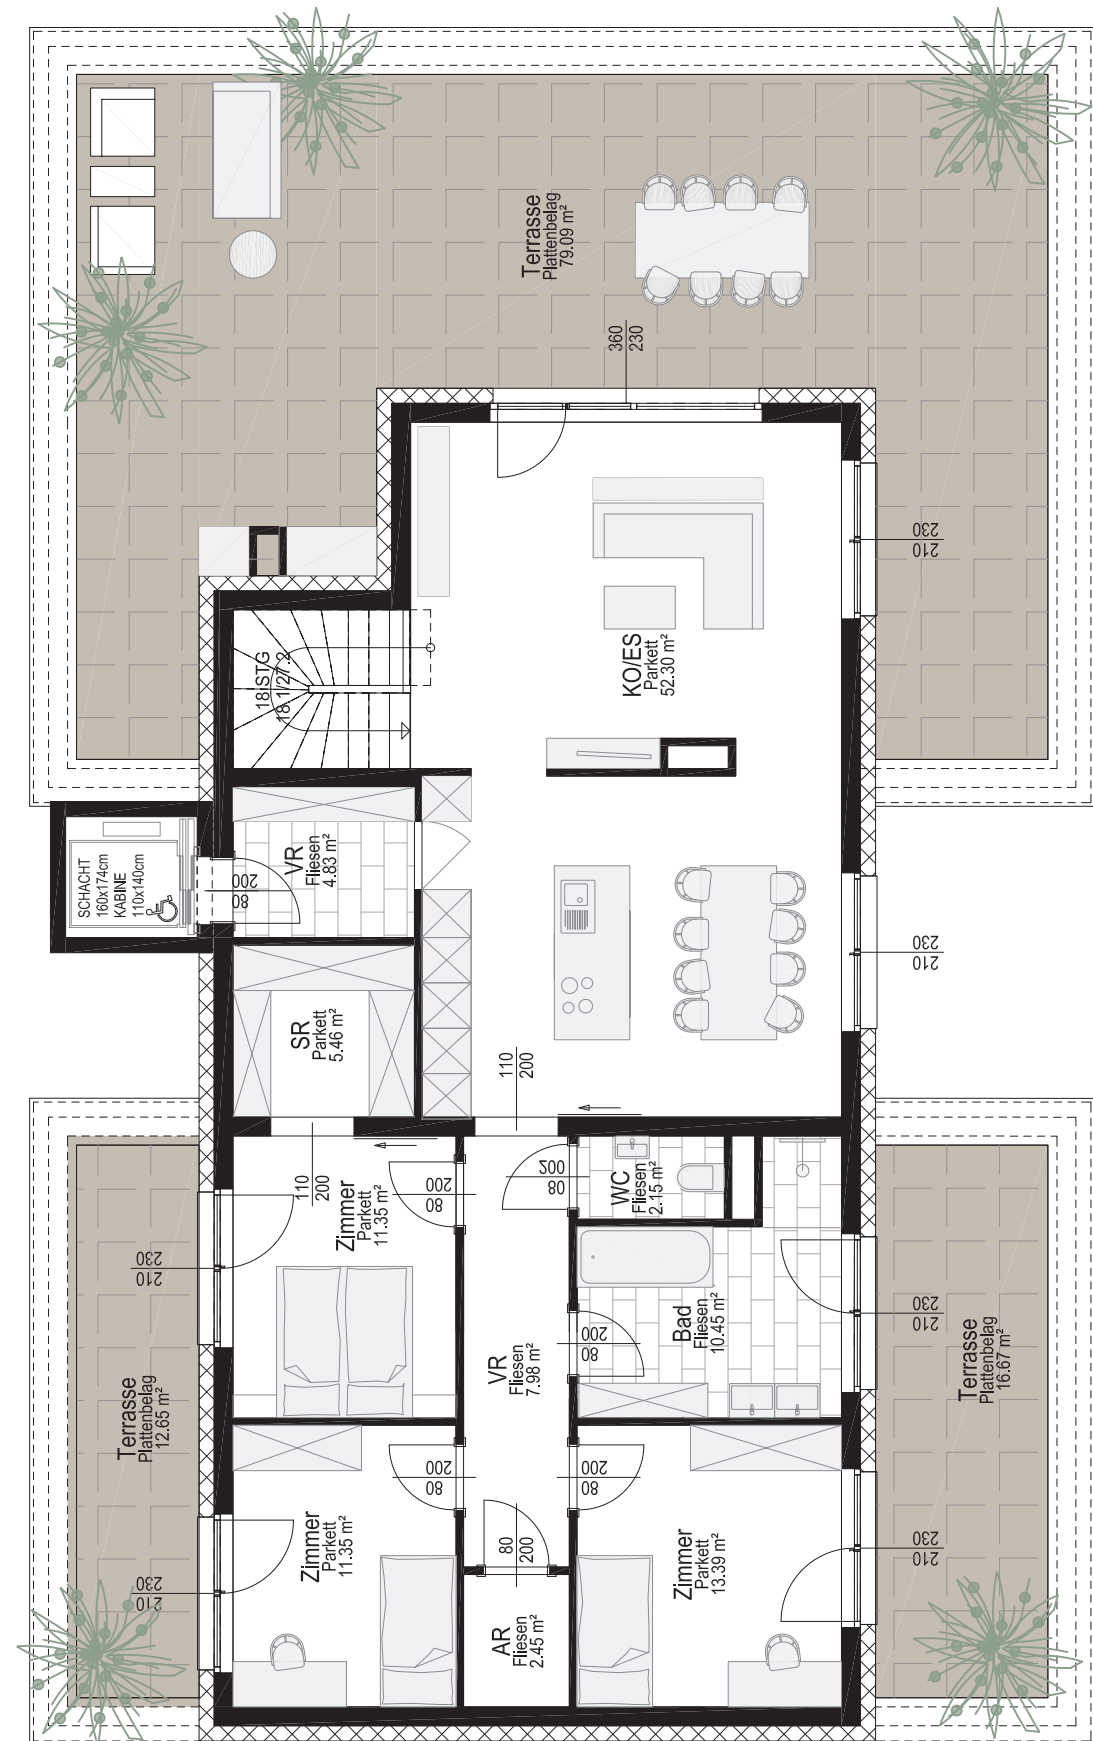 Terrasse
Plattenbelag
79.09 m²
360
230
230
210
KO/ES
Parkett
52.30 m²
18 STG
18.1/27.2
SCHACHT
160x174cm
KABINE
110x140cm
200
80
VR
Fliesen
4.83 m²
230
210
SR
Parkett
5.46 m²
110
200
110
200
Zimmer
Parkett
11.35 m²
200
80
200
80
WC
Fliesen
2.15 m²
230
210
Terrasse
Plattenbelag
12.65 m²
VR
Fliesen
7.98 m²
200
80
Bad
Fliesen
10.45 m²
230
210
Terrasse
Plattenbelag
16.67 m²
200
80
200
80
Zimmer
Parkett
11.35 m²
230
210
80
200
AR
Fliesen
2.45 m²
Zimmer
Parkett
13.39 m²
230
210